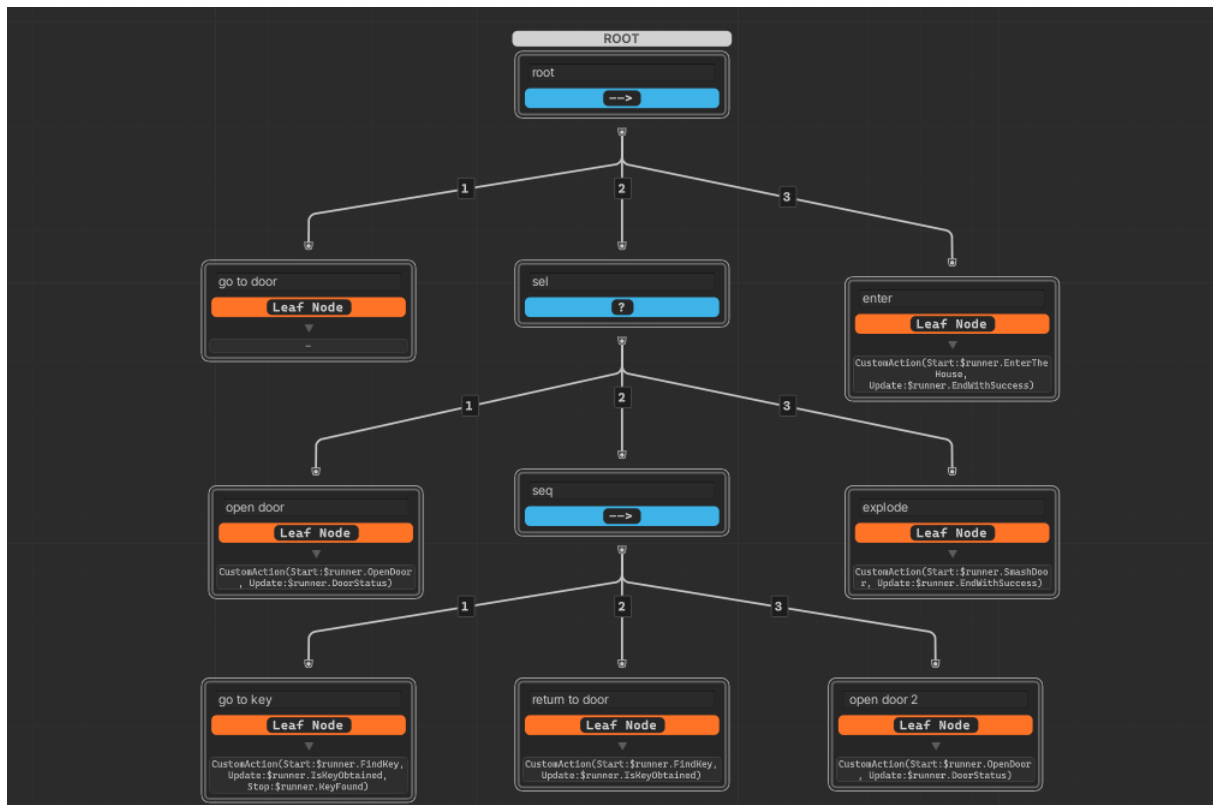 ROOT
root
-->
1
2
3
go to door
Leaf Node
-
sel
?
enter
Leaf Node
CustomAction(Start:$runner.EnterThe
House,
Update:$runner.EndWithSuccess)
1
2
3
open door
Leaf Node
CustomAction(Start:$runner.OpenDoor
, Update:$runner.DoorStatus)
seq
-->
explode
Leaf Node
CustomAction(Start:$runner.SmashDoo
r, Update:$runner.EndWithSuccess)
1
2
3
go to key
Leaf Node
CustomAction(Start:$runner.FindKey,
Update:$runner.IsKeyObtained,
Stop:$runner.KeyFound)
return to door
Leaf Node
CustomAction(Start:$runner.FindKey,
Update:$runner.IsKeyObtained)
open door 2
Leaf Node
CustomAction(Start:$runner.OpenDoor
, Update:$runner.DoorStatus)